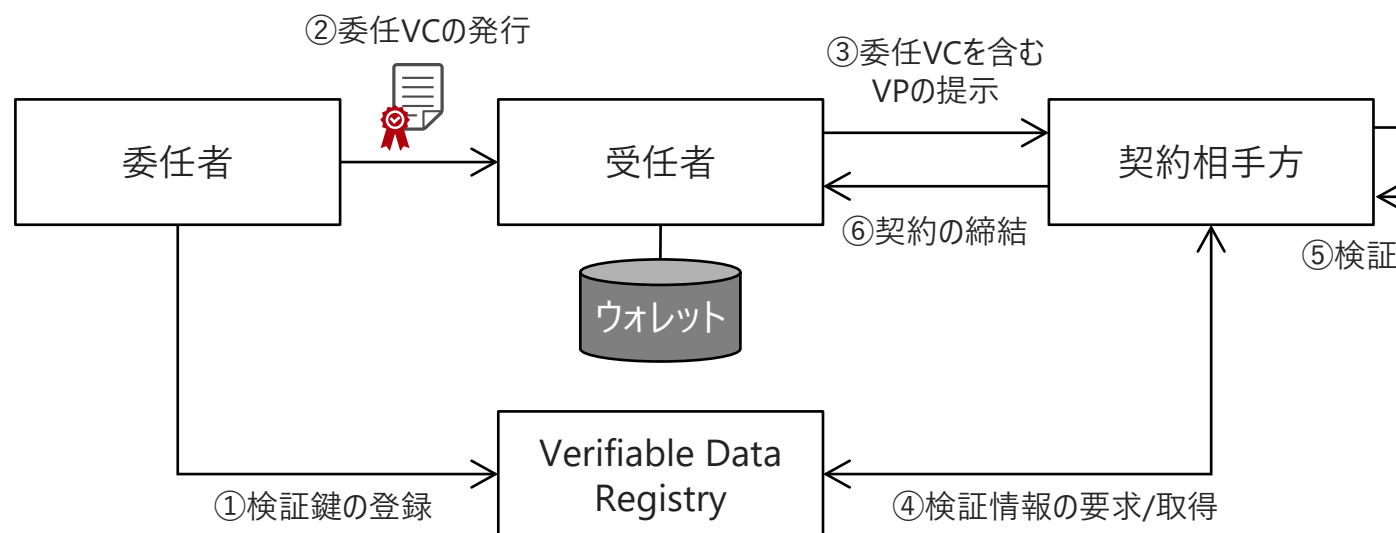 ②委任VCの発行
③委任VCを含む
VPの提示
委任者
受任者
契約相手方
⑥契約の締結
⑤検証
ウォレット
Verifiable Data
Registry
①検証鍵の登録
④検証情報の要求/取得